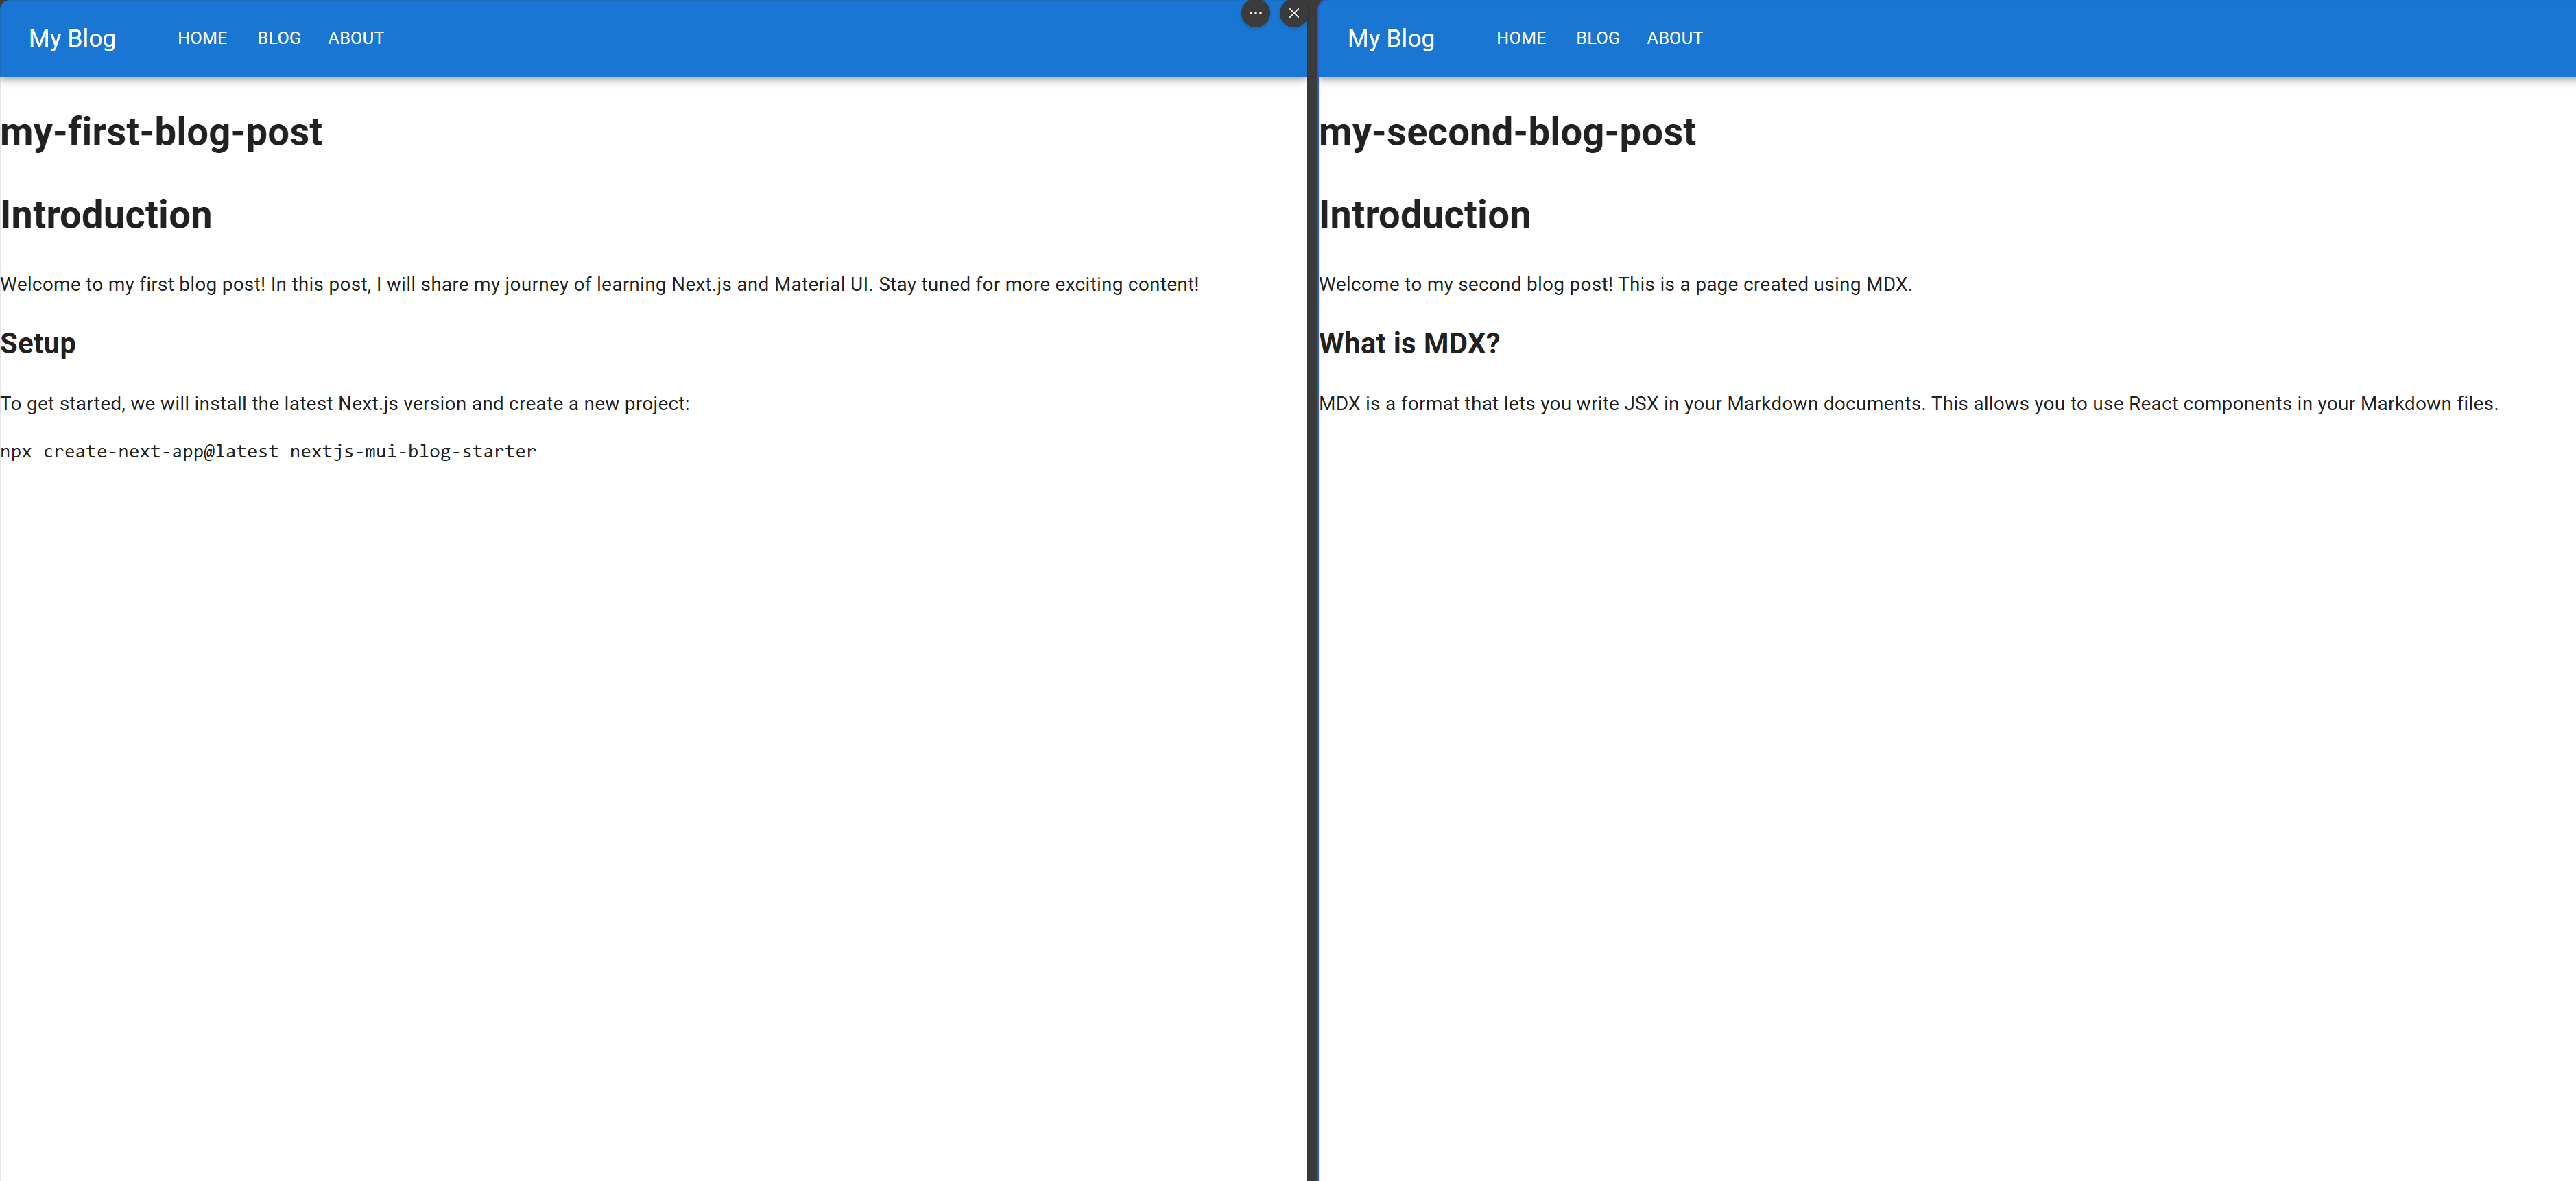 My Blog HOME BLOG ABOUT
my-first-blog-post
Introduction
Welcome to my first blog post! In this post, I will share my journey of learning Next.js and Material UI. Stay tuned for more exciting content!
Setup
To get started, we will install the latest Next.js version and create a new project:
npx create-next-app@latest nextjs-mui-blog-starter
My Blog HOME BLOG ABOUT
my-second-blog-post
Introduction
Welcome to my second blog post! This is a page created using MDX.
What is MDX?
MDX is a format that lets you write JSX in your Markdown documents. This allows you to use React components in your Markdown files.